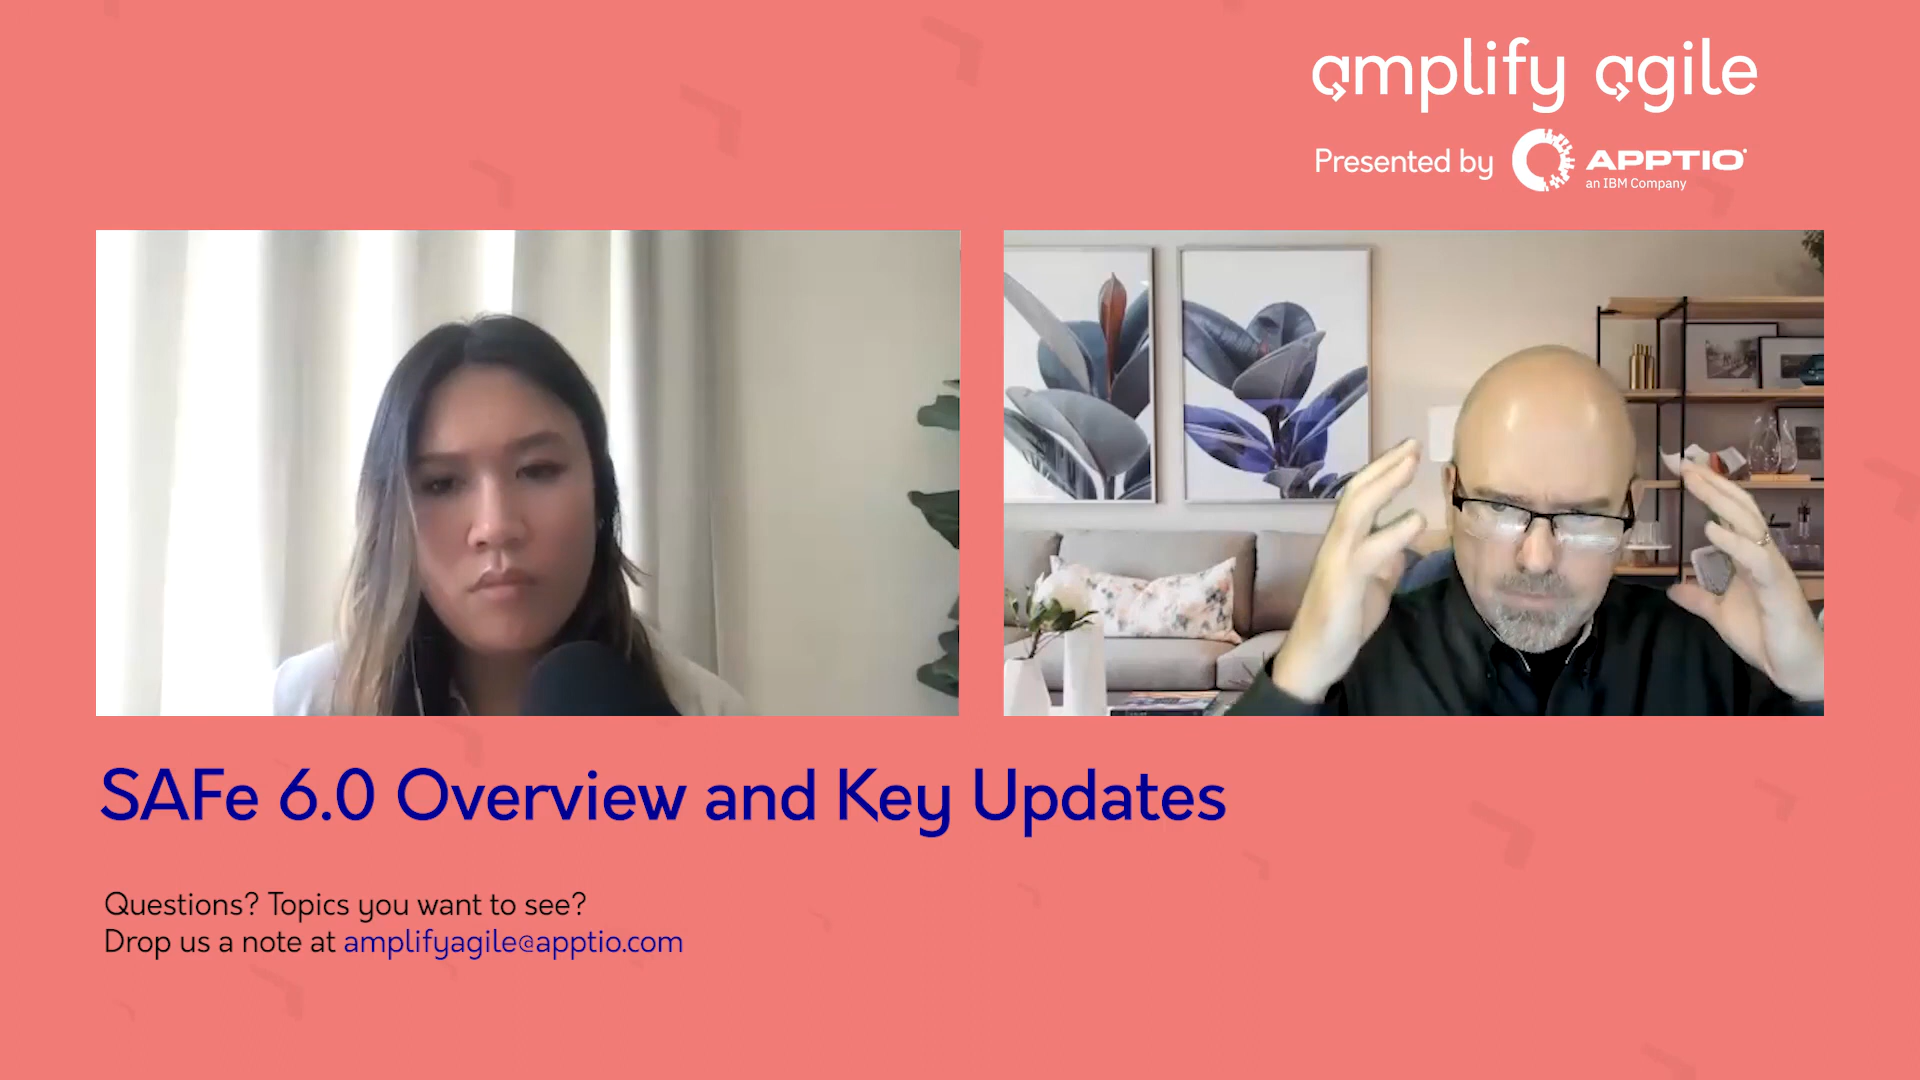 amplify agile
Presented by APPTIO
an IBM Company
SAFe 6.0 Overview and Key Updates
Questions? Topics you want to see?
Drop us a note at amplifyagile@apptio.com